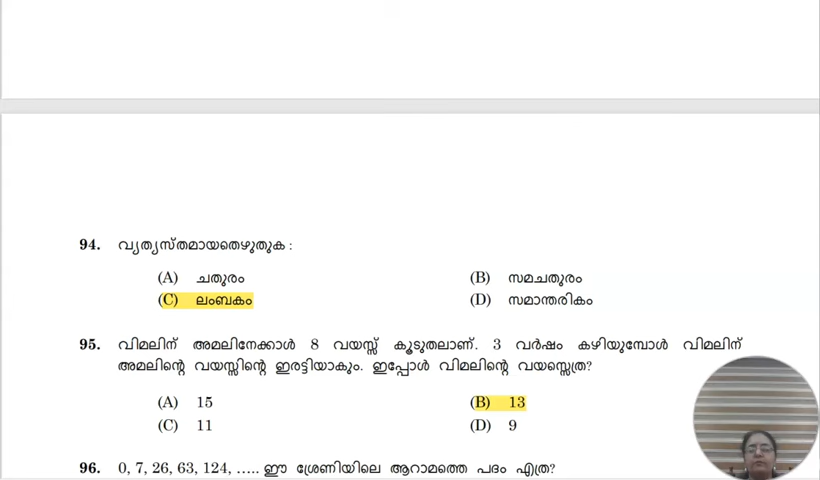 94. വ്യത്യസ്തമായതെഴുതുക :
(A) ചതുരം (B) സമചതുരം
(C) ലംബകം (D) സമാന്തരികം
95. വിമലിന് അമലിനേക്കാൾ 8 വയസ്സ് കൂടുതലാണ്. 3 വർഷം കഴിയുമ്പോൾ വിമലിന്
അമലിന്റെ വയസ്സിന്റെ ഇരട്ടിയാകും. ഇപ്പോൾ വിമലിന്റെ വയസ്സെത്ര?
(A) 15 (B) 13
(C) 11 (D) 9
96. 0, 7, 26, 63, 124, ..... ഈ ശ്രേണിയിലെ ആറാമത്തെ പദം എത്ര?